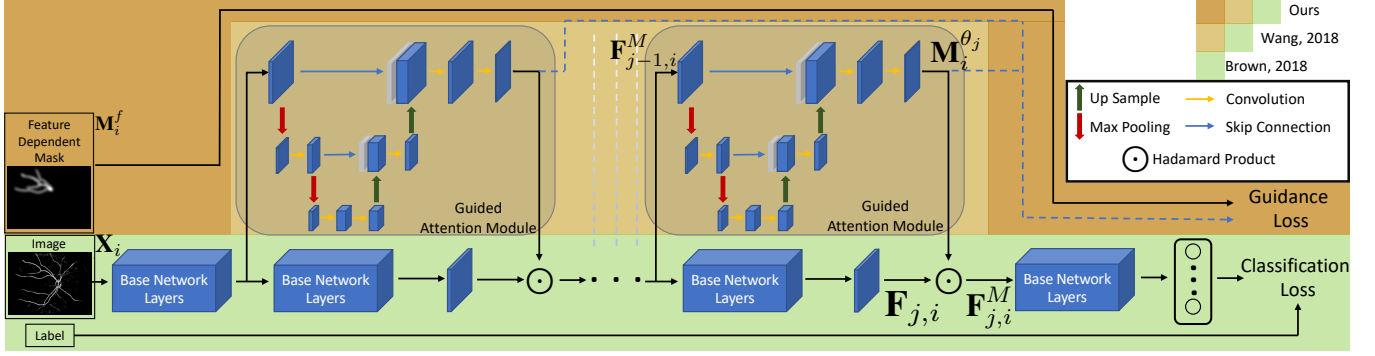 Ours
Wang, 2018
Brown, 2018
F^M_{j-1,i}
M_i^{θ_j}
Up Sample
Convolution
Max Pooling
Skip Connection
Hadamard Product
Feature
Dependent
Mask
M_i^f
Guided
Attention Module
Guided
Attention Module
Guidance
Loss
Image
X_i
Base Network
Layers
Base Network
Layers
Base Network
Layers
Base Network
Layers
F_{j,i}
F^M_{j,i}
Classification
Loss
Label